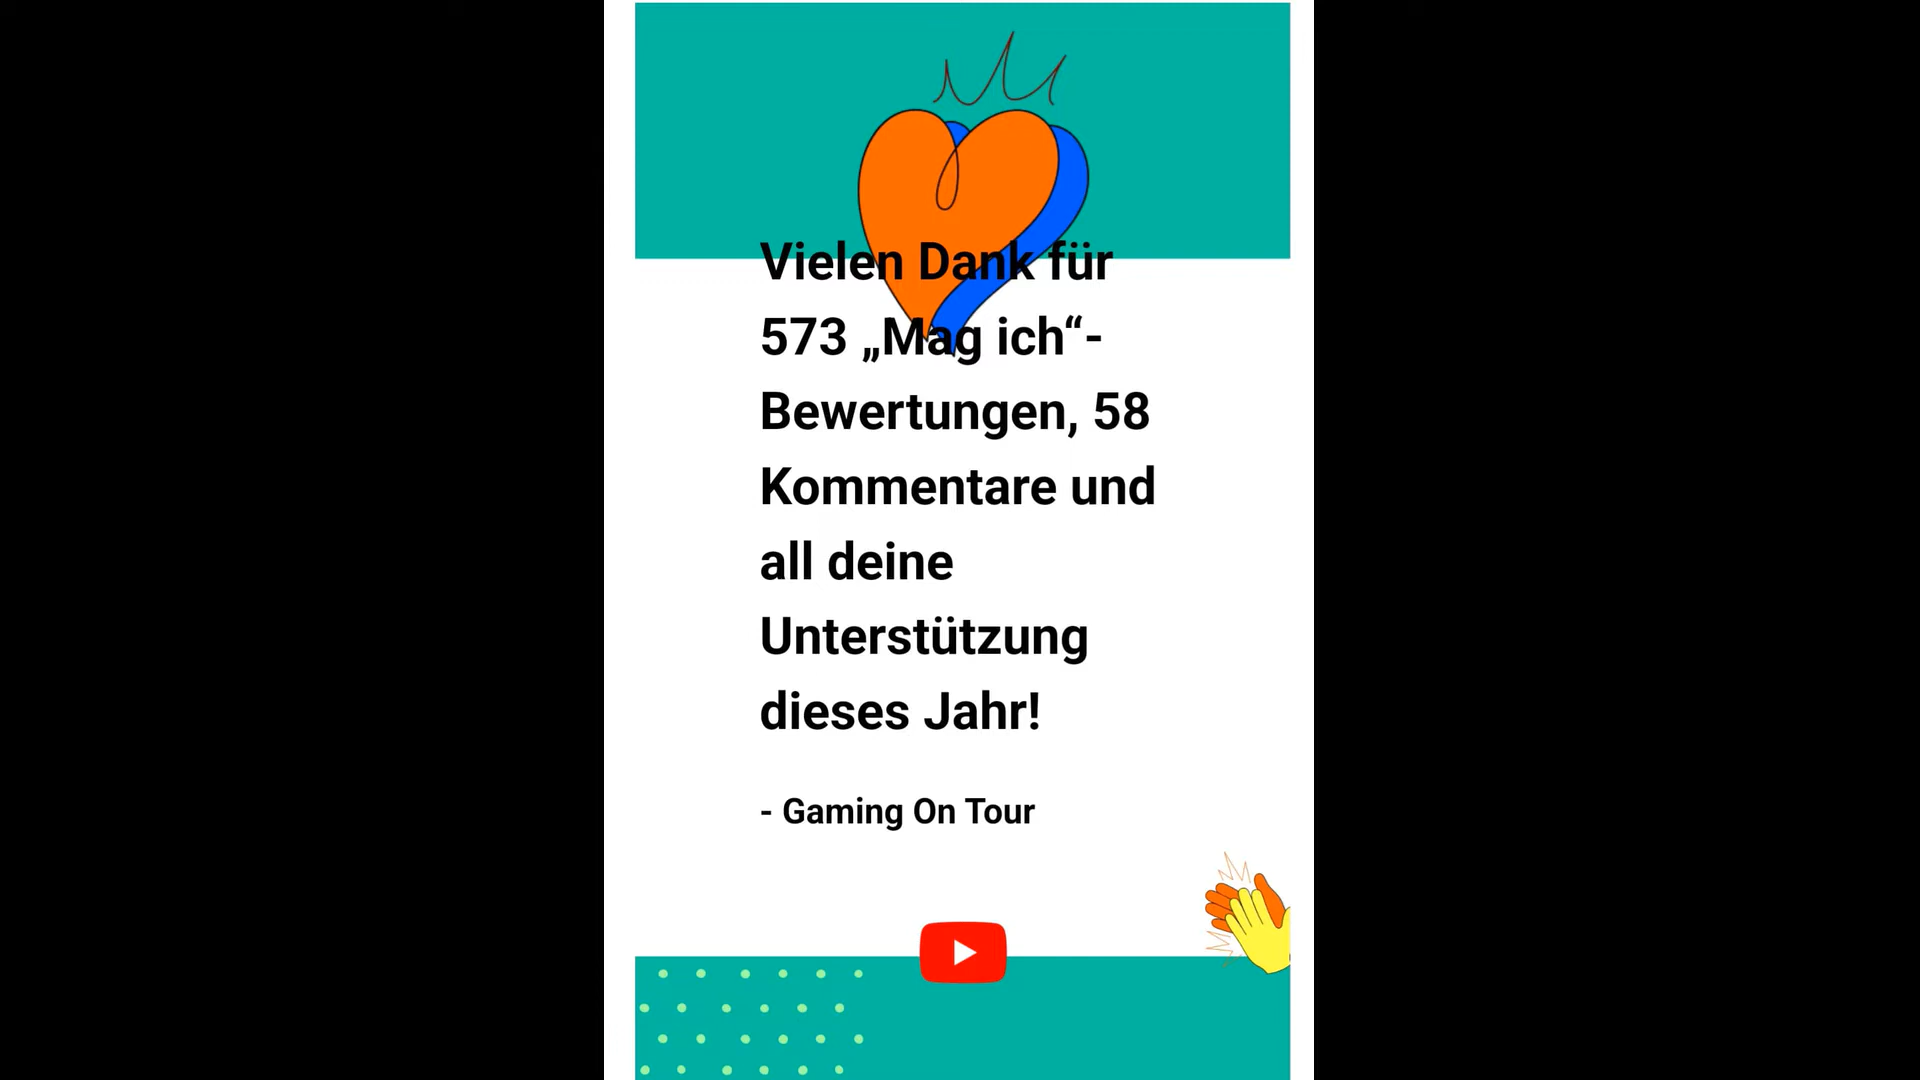 Vielen Dank für
573 „Mag ich“-
Bewertungen, 58
Kommentare und
all deine
Unterstützung
dieses Jahr!
- Gaming On Tour